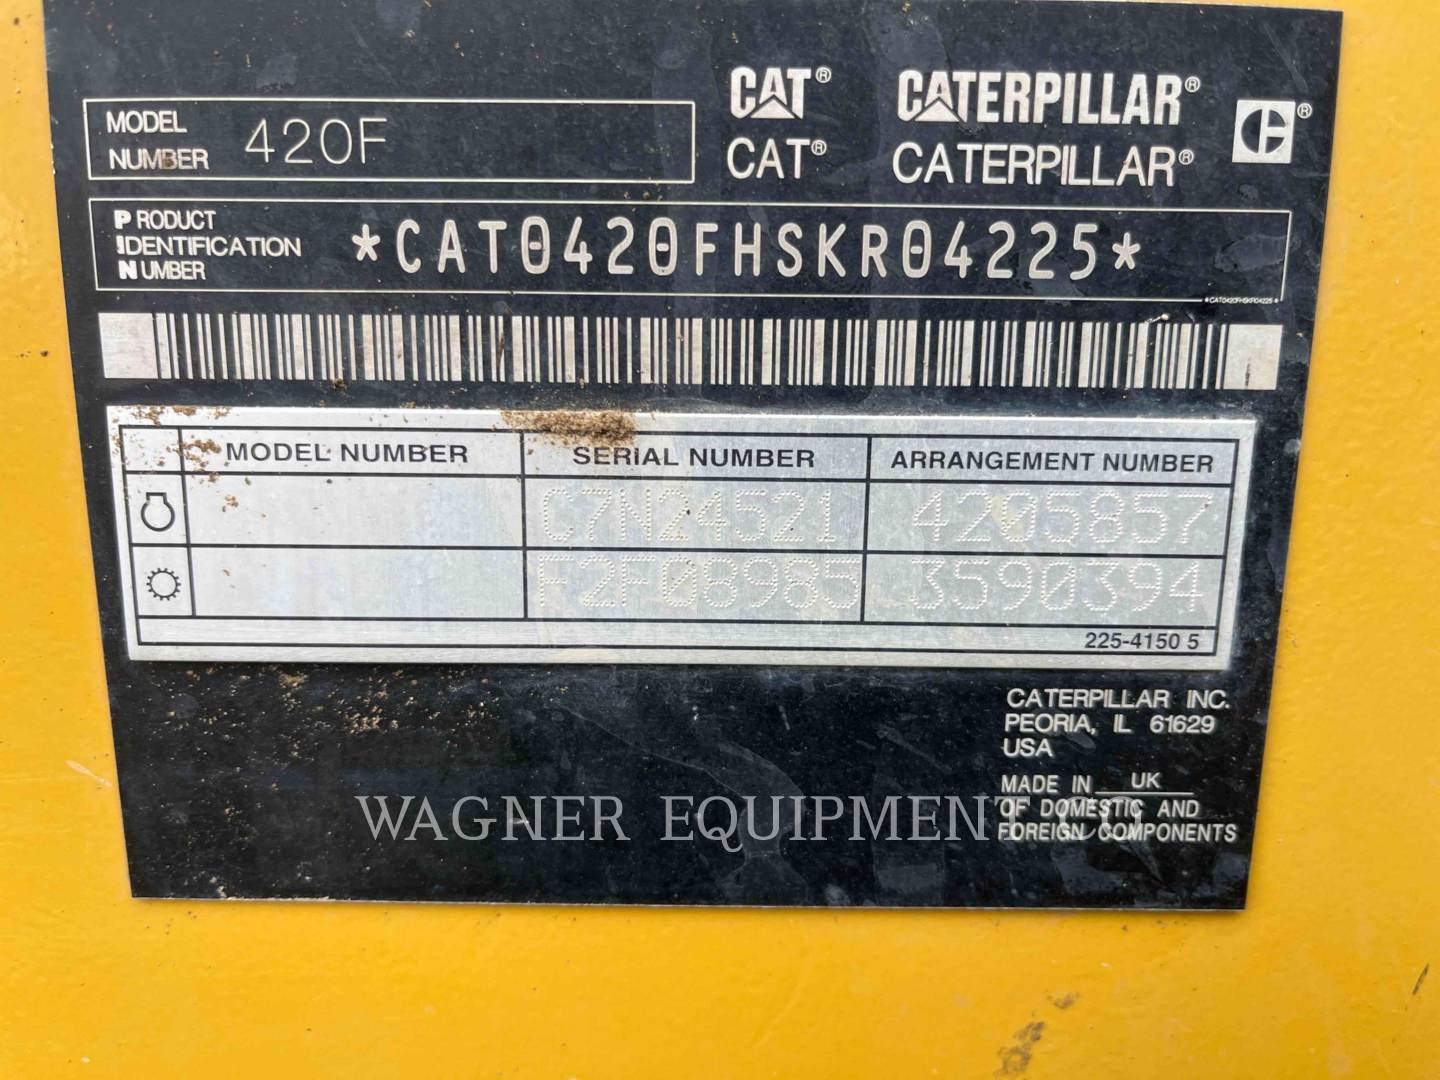 CAT® CATERPILLAR®
CAT® CATERPILLAR® ®
MODEL
NUMBER 420F
PRODUCT
IDENTIFICATION
NUMBER *CAT0420FHSKR04225*
*CAT0420FHSKR04225*
MODEL NUMBER SERIAL NUMBER ARRANGEMENT NUMBER
C7N24521 4205857
F2F08985 3590394
225-4150 5
CATERPILLAR INC.
PEORIA, IL 61629
USA
MADE IN UK
OF DOMESTIC AND
FOREIGN COMPONENTS
WAGNER EQUIPMENT CO.